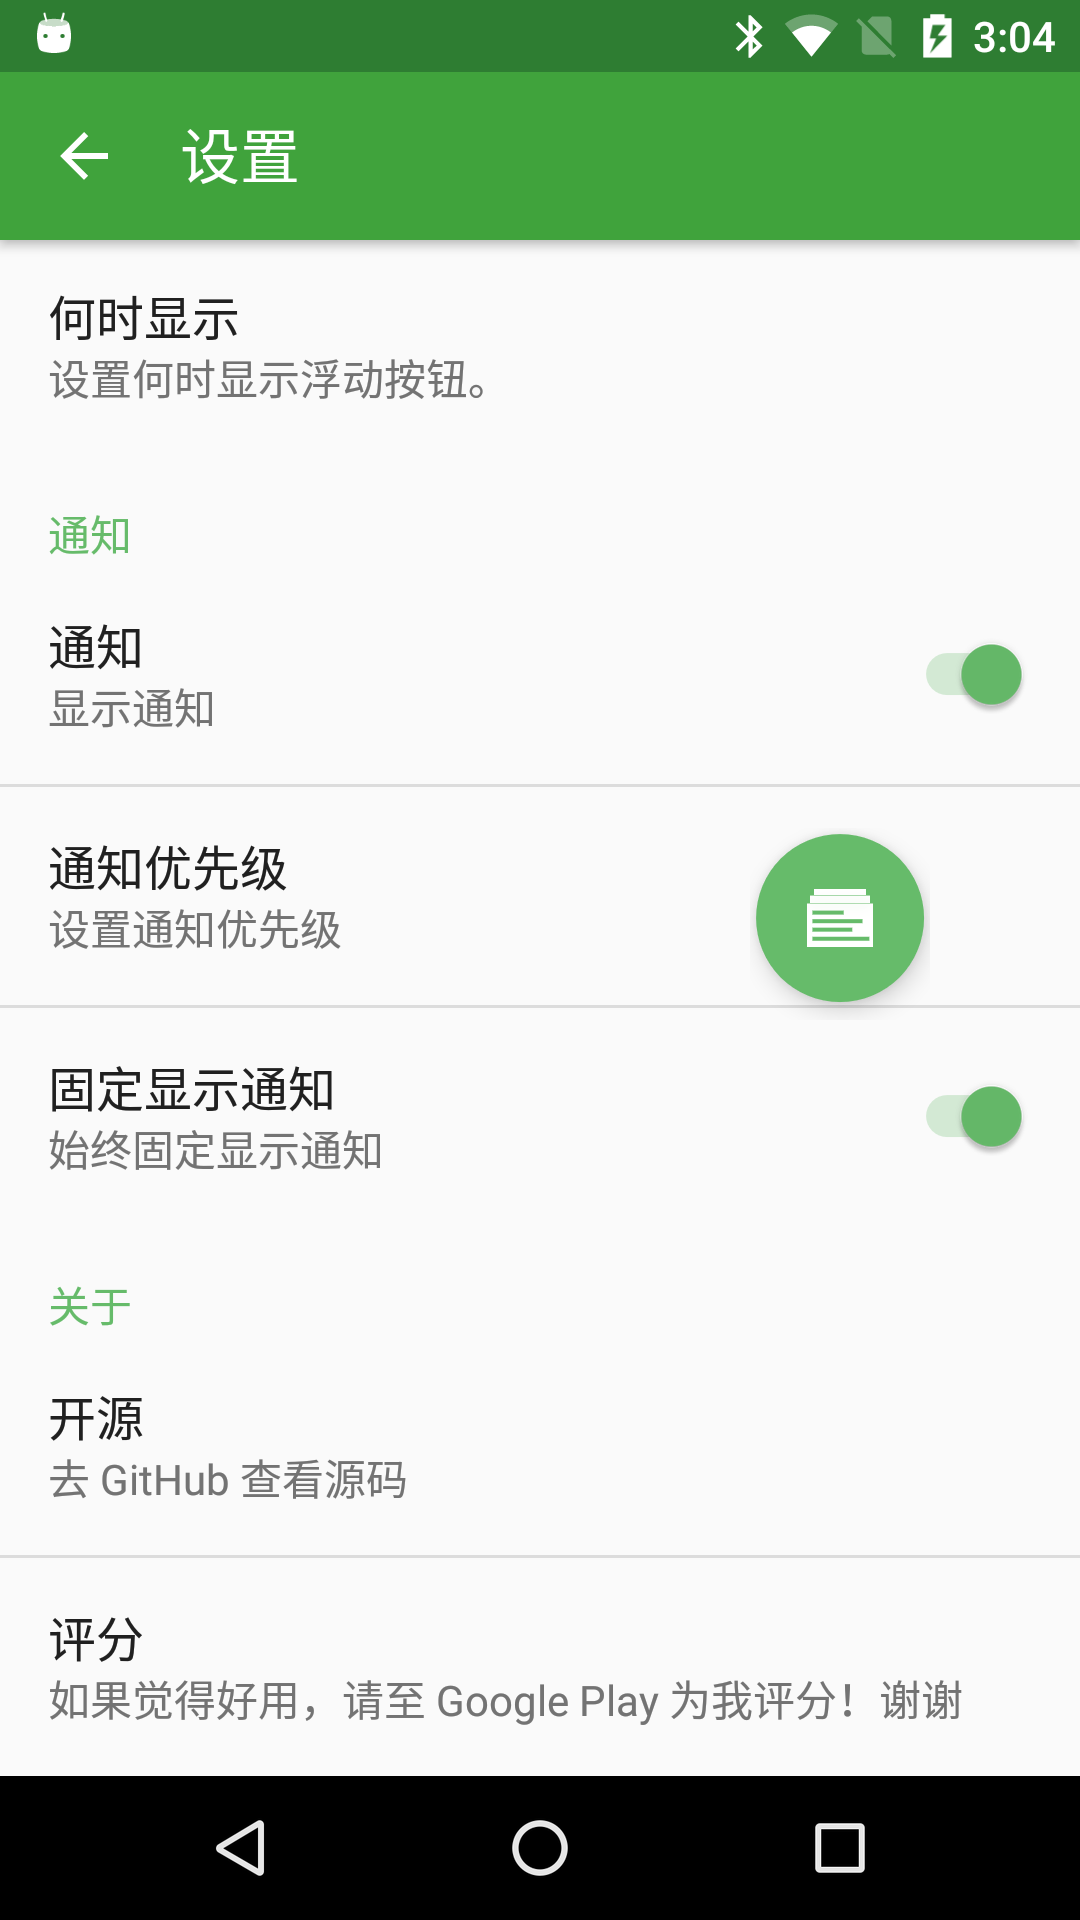 3:04
设置
何时显示
设置何时显示浮动按钮。
通知
通知
显示通知
通知优先级
设置通知优先级
固定显示通知
始终固定显示通知
关于
开源
去 GitHub 查看源码
评分
如果觉得好用，请至 Google Play 为我评分！谢谢